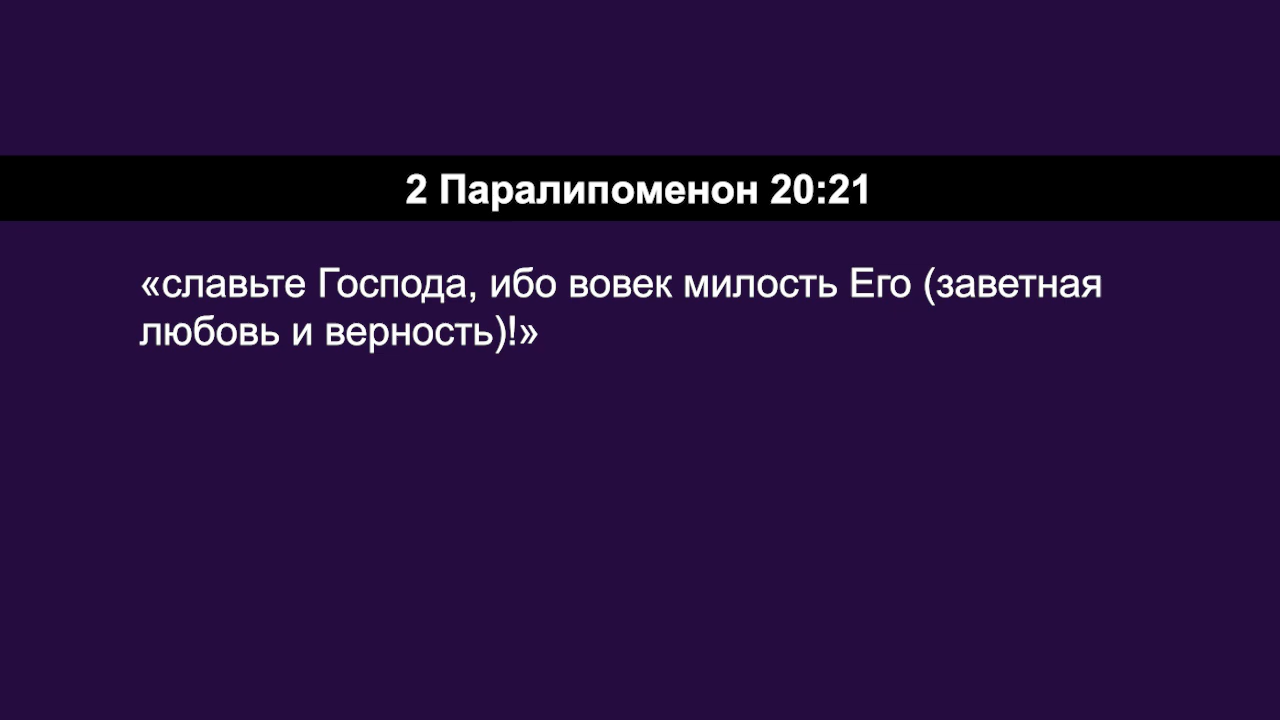 2 Паралипоменон 20:21
«славьте Господа, ибо вовек милость Его (заветная
любовь и верность)!»